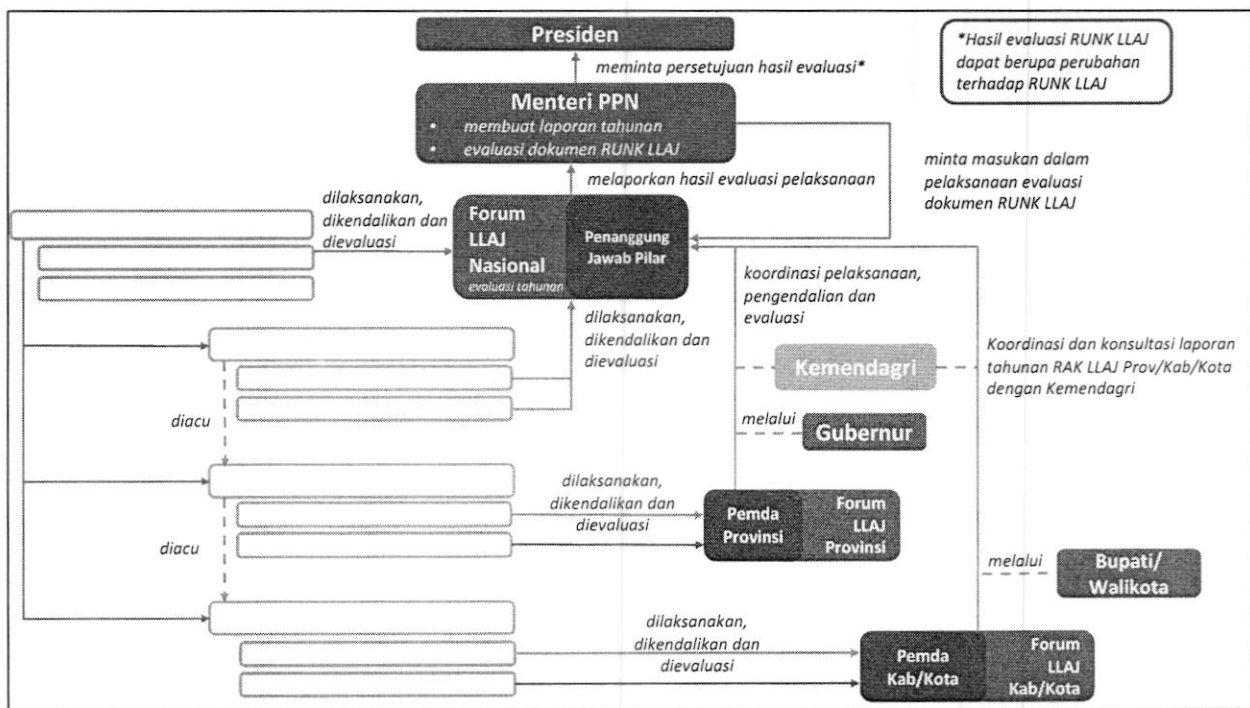 Presiden
meminta persetujuan hasil evaluasi*
*Hasil evaluasi RUNK LLAJ
dapat berupa perubahan
terhadap RUNK LLAJ
Menteri PPN
• membuat laporan tahunan
• evaluasi dokumen RUNK LLAJ
minta masukan dalam
pelaksanaan evaluasi
dokumen RUNK LLAJ
melaporkan hasil evaluasi pelaksanaan
dilaksanakan,
dikendalikan dan
dievaluasi
Forum
LLAJ
Nasional
evaluasi tahunan
Penanggung
Jawab Pilar
koordinasi pelaksanaan,
pengendalian dan
evaluasi
dilaksanakan,
dikendalikan dan
dievaluasi
Kemendagri
Koordinasi dan konsultasi laporan
tahunan RAK LLAJ Prov/Kab/Kota
dengan Kemendagri
diacu
melalui
Gubernur
dilaksanakan,
dikendalikan dan
dievaluasi
Pemda
Provinsi
Forum
LLAJ
Provinsi
diacu
melalui
Bupati/
Walikota
dilaksanakan,
dikendalikan dan
dievaluasi
Pemda
Kab/Kota
Forum
LLAJ
Kab/Kota